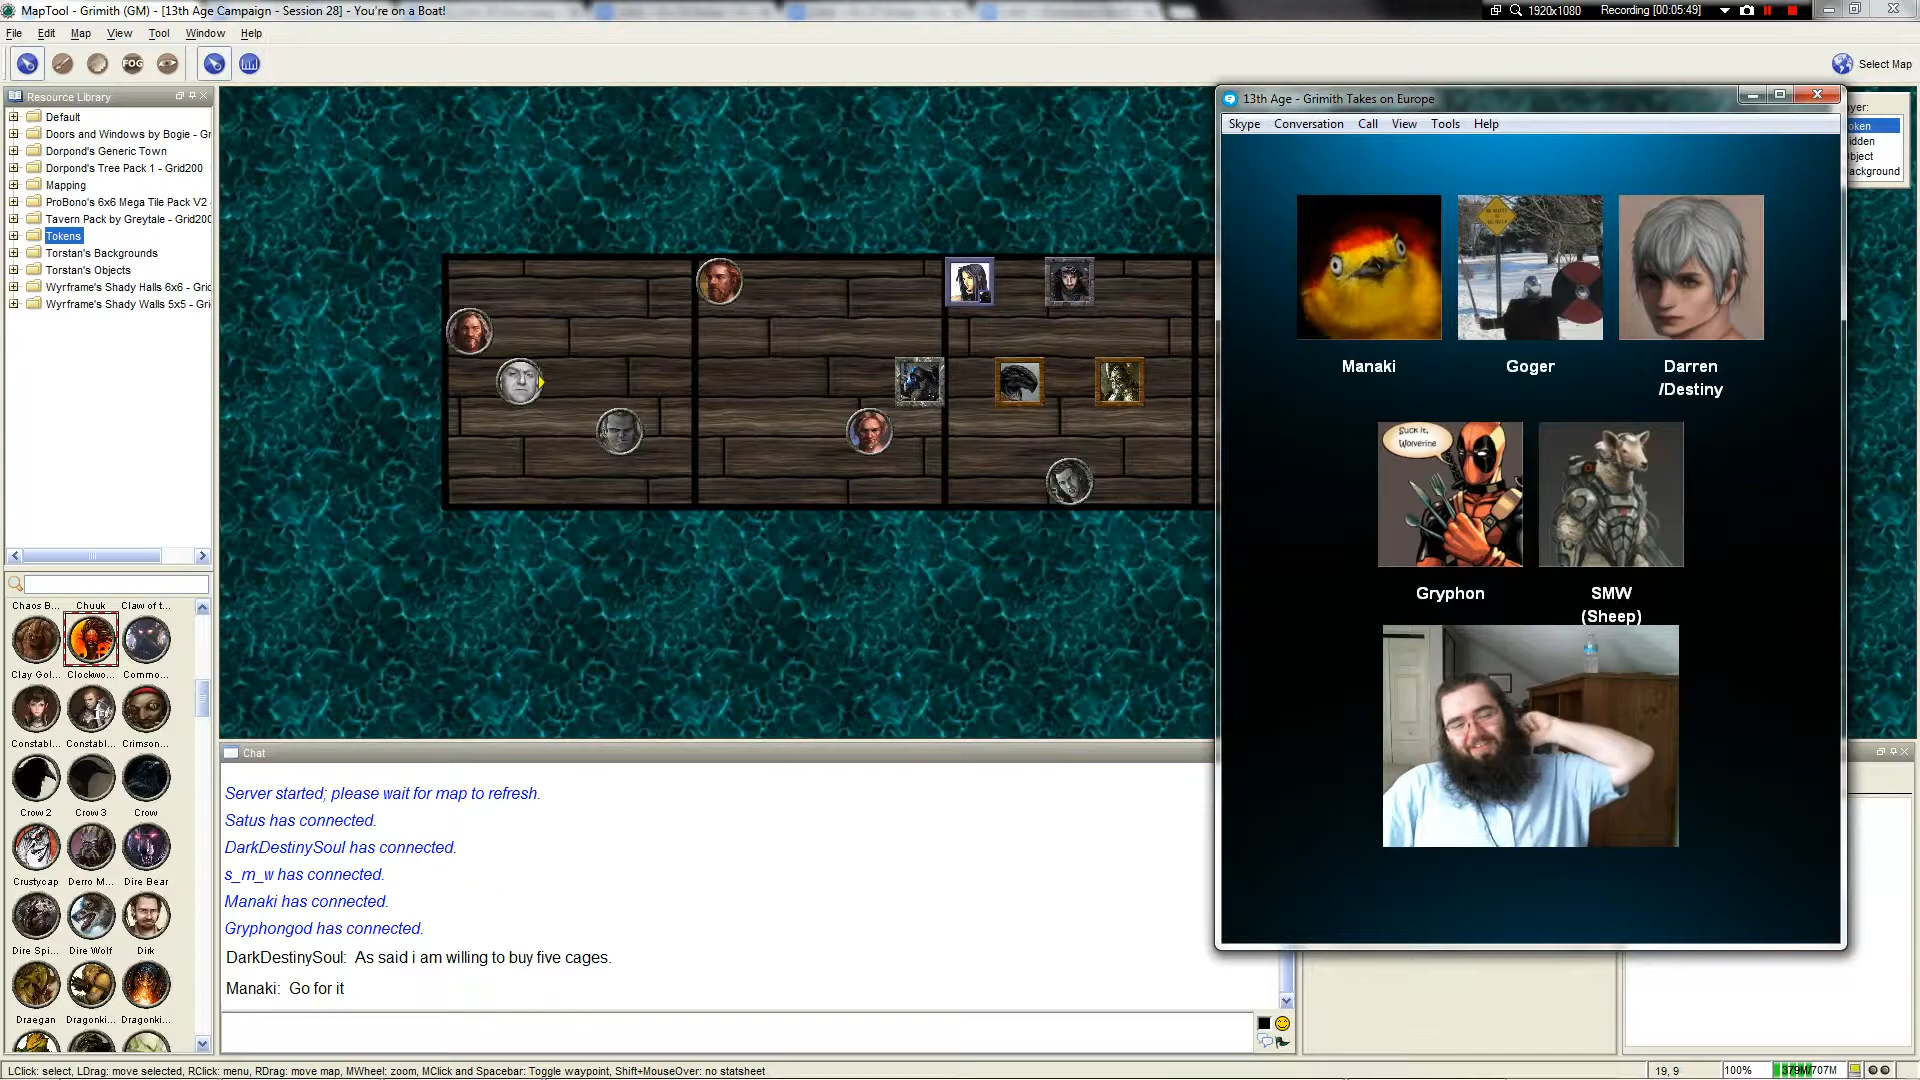 MapTool - Grimith (GM) - [13th Age Campaign - Session 28] - You're on a Boat!
1920x1080
Recording [00:05:49]
File Edit Map View Tool Window Help
FOG
Select Map
Resource Library
Default
Doors and Windows by Bogie - Gr
Dorpond's Generic Town
Dorpond's Tree Pack 1 - Grid200
Mapping
ProBono's 6x6 Mega Tile Pack V2 -
Tavern Pack by Greytale - Grid200
Tokens
Torstan's Backgrounds
Torstan's Objects
Wyrframe's Shady Halls 6x6 - Grid
Wyrframe's Shady Walls 5x5 - Gri
Chaos B... Chuuk Claw of t...
Clay Gol... Clockwo... Commo...
Constabl... Constabl... Crimson...
Crow 2 Crow 3 Crow
Crustycap Derro M... Dire Bear
Dire Spi... Dire Wolf Dirk
Draegan Dragonki... Dragonki...
13th Age - Grimith Takes on Europe
Skype Conversation Call View Tools Help
Manaki
Goger
Darren
/Destiny
Suck it,
Wolverine
Gryphon
SMW
(Sheep)
ayer:
oken
idden
bject
ackground
Chat
Server started; please wait for map to refresh.
Satus has connected.
DarkDestinySoul has connected.
s_m_w has connected.
Manaki has connected.
Gryphongod has connected.
DarkDestinySoul: As said i am willing to buy five cages.
Manaki: Go for it
LClick: select, LDrag: move selected, RClick: menu, RDrag: move map, MWheel: zoom, MClick and Spacebar: Toggle waypoint, Shift+MouseOver: no statsheet
19, 9
100%
379M/707M